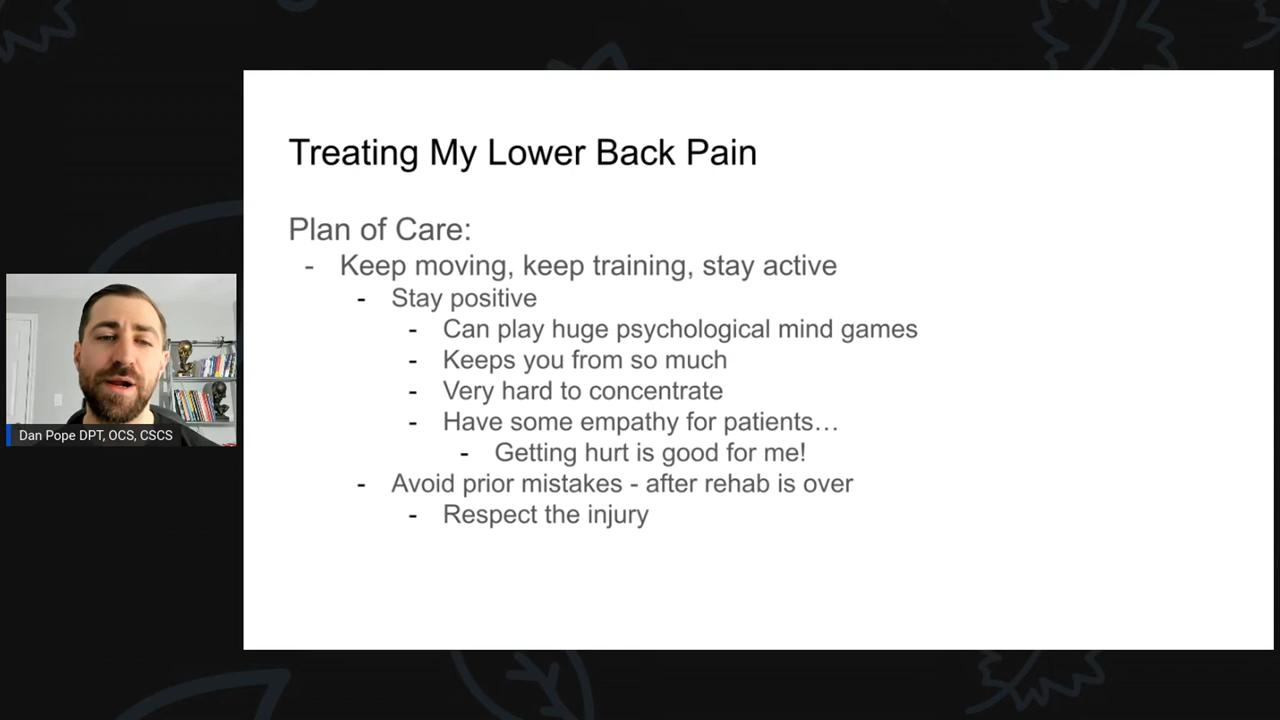 Treating My Lower Back Pain
Plan of Care:
- Keep moving, keep training, stay active
- Stay positive
- Can play huge psychological mind games
- Keeps you from so much
- Very hard to concentrate
- Have some empathy for patients…
- Getting hurt is good for me!
- Avoid prior mistakes - after rehab is over
- Respect the injury
Dan Pope DPT, OCS, CSCS